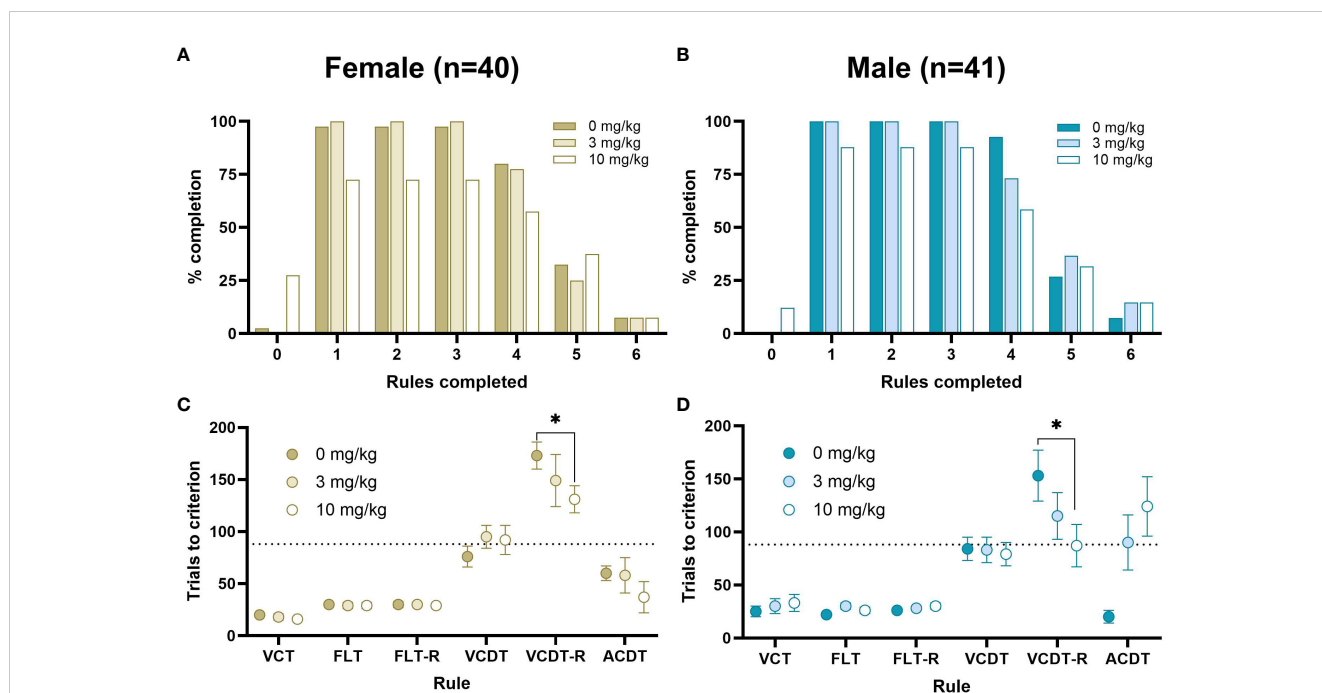 A
Female (n=40)
100
75
50
25
0
% completion
0 mg/kg
3 mg/kg
10 mg/kg
0 1 2 3 4 5 6
Rules completed
B
Male (n=41)
100
75
50
25
0
% completion
0 mg/kg
3 mg/kg
10 mg/kg
0 1 2 3 4 5 6
Rules completed
C
200
150
100
50
0
Trials to criterion
0 mg/kg
3 mg/kg
10 mg/kg
*
VCT FLT FLT-R VCDT VCDT-R ACDT
Rule
D
200
150
100
50
0
Trials to criterion
0 mg/kg
3 mg/kg
10 mg/kg
*
VCT FLT FLT-R VCDT VCDT-R ACDT
Rule